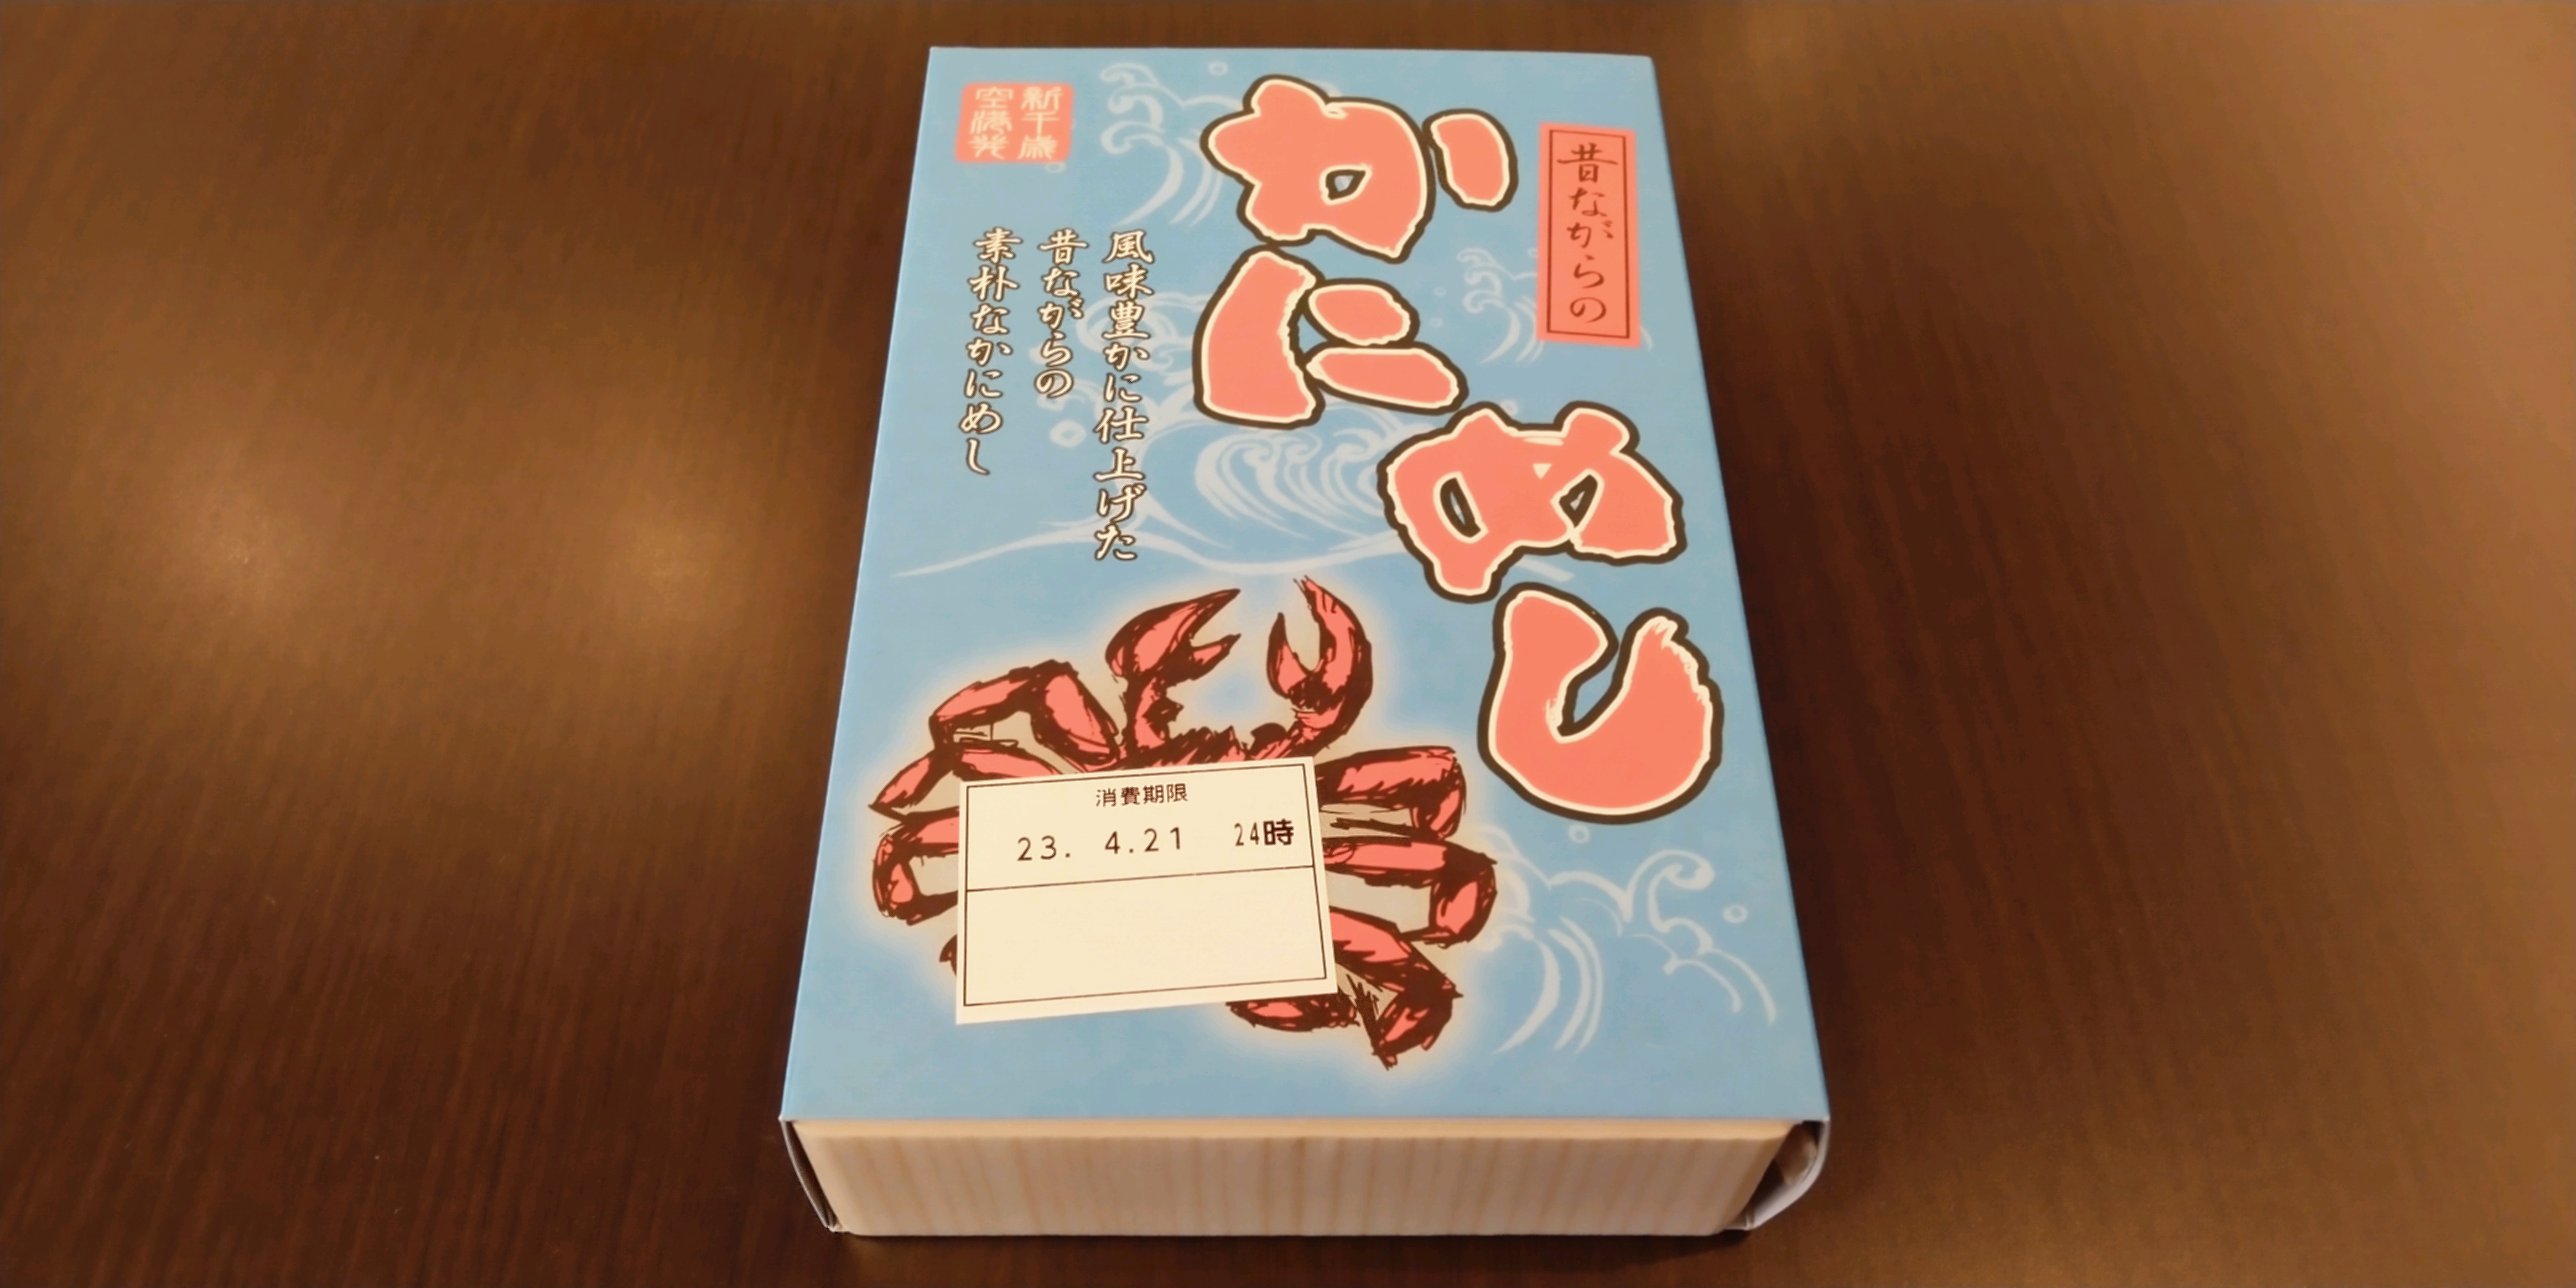 昔ながらの
かにめし
新千歳
空港発
風味豊かに仕上げた
昔ながらの
素朴なかにめし
消費期限
23. 4.21 24時